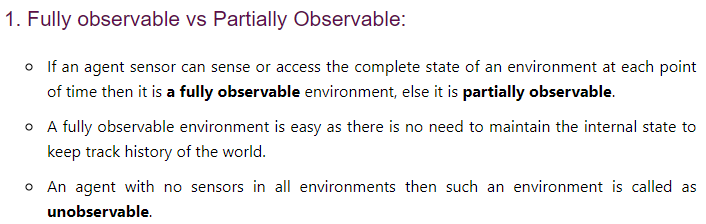 1. Fully observable vs Partially Observable:
If an agent sensor can sense or access the complete state of an environment at each point
of time then it is a fully observable environment, else it is partially observable.
A fully observable environment is easy as there is no need to maintain the internal state to
keep track history of the world.
An agent with no sensors in all environments then such an environment is called as
unobservable.